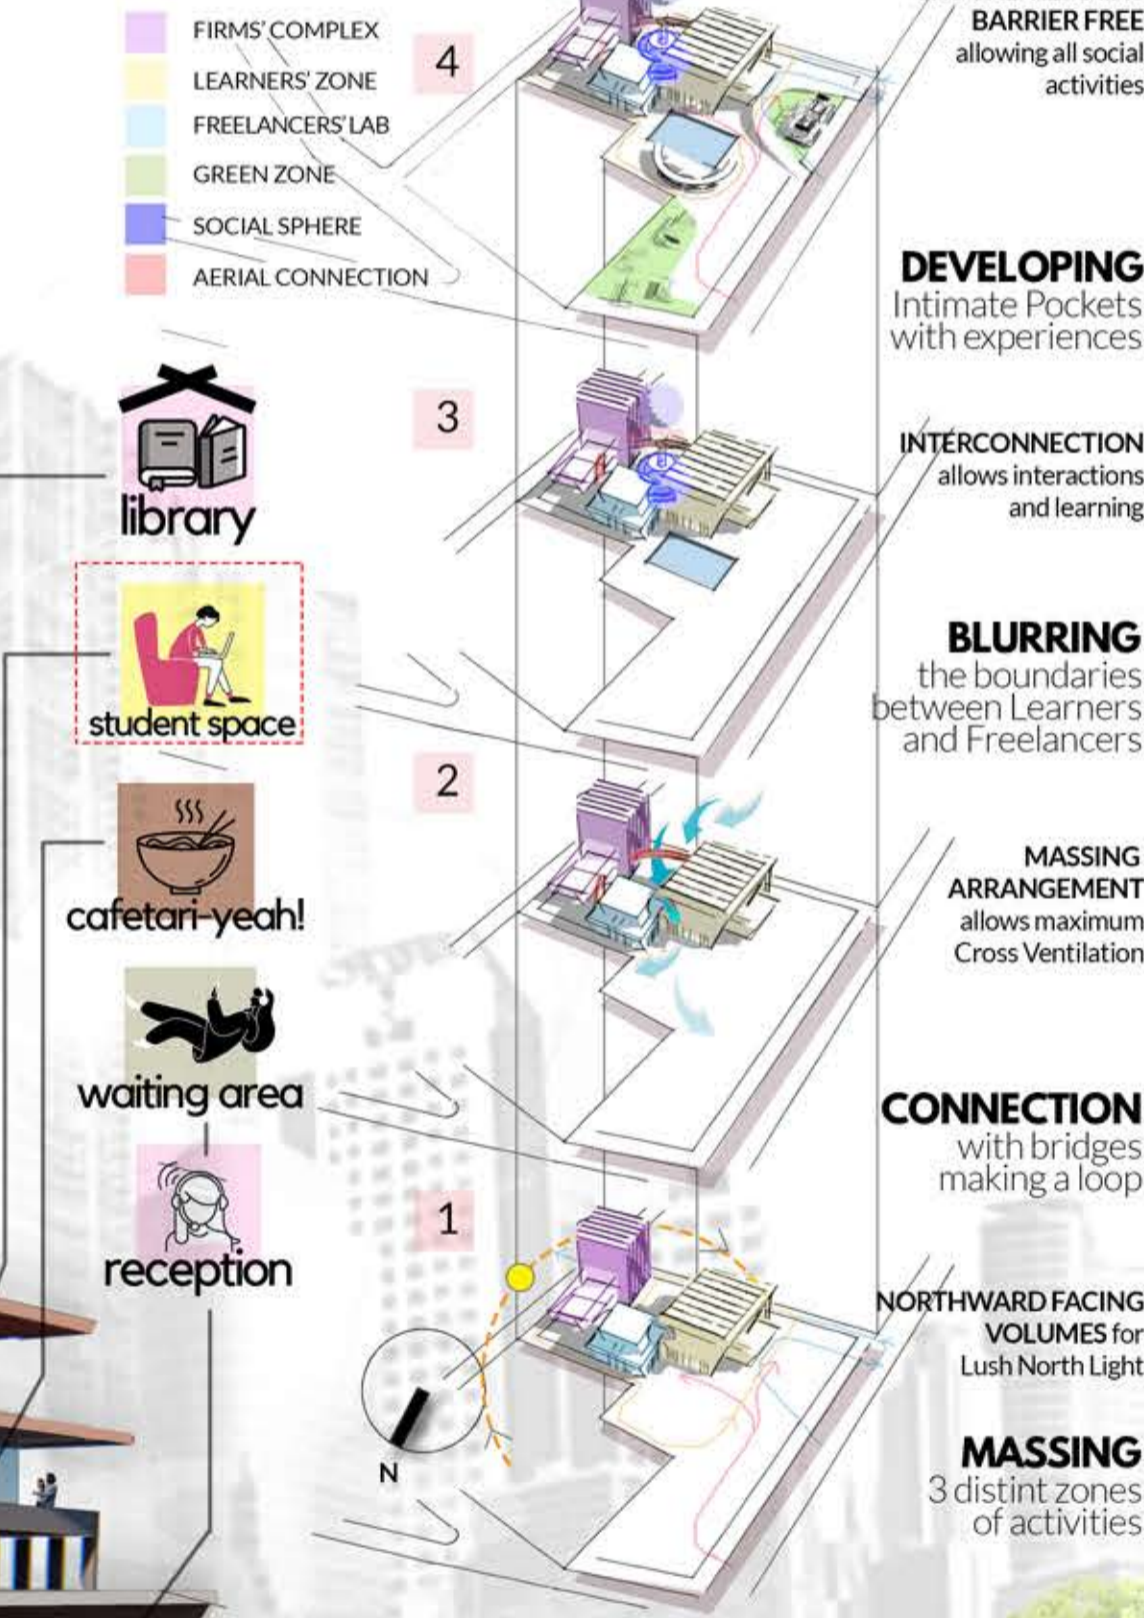 FIRMS' COMPLEX
LEARNERS' ZONE
FREELANCERS' LAB
GREEN ZONE
SOCIAL SPHERE
AERIAL CONNECTION
library
student space
cafetari-yeah!
waiting area
reception
4
BARRIER FREE
allowing all social
activities
DEVELOPING
Intimate Pockets
with experiences
3
INTERCONNECTION
allows interactions
and learning
BLURRING
the boundaries
between Learners
and Freelancers
2
MASSING
ARRANGEMENT
allows maximum
Cross Ventilation
CONNECTION
with bridges
making a loop
1
N
NORTHWARD FACING
VOLUMES for
Lush North Light
MASSING
3 distint zones
of activities